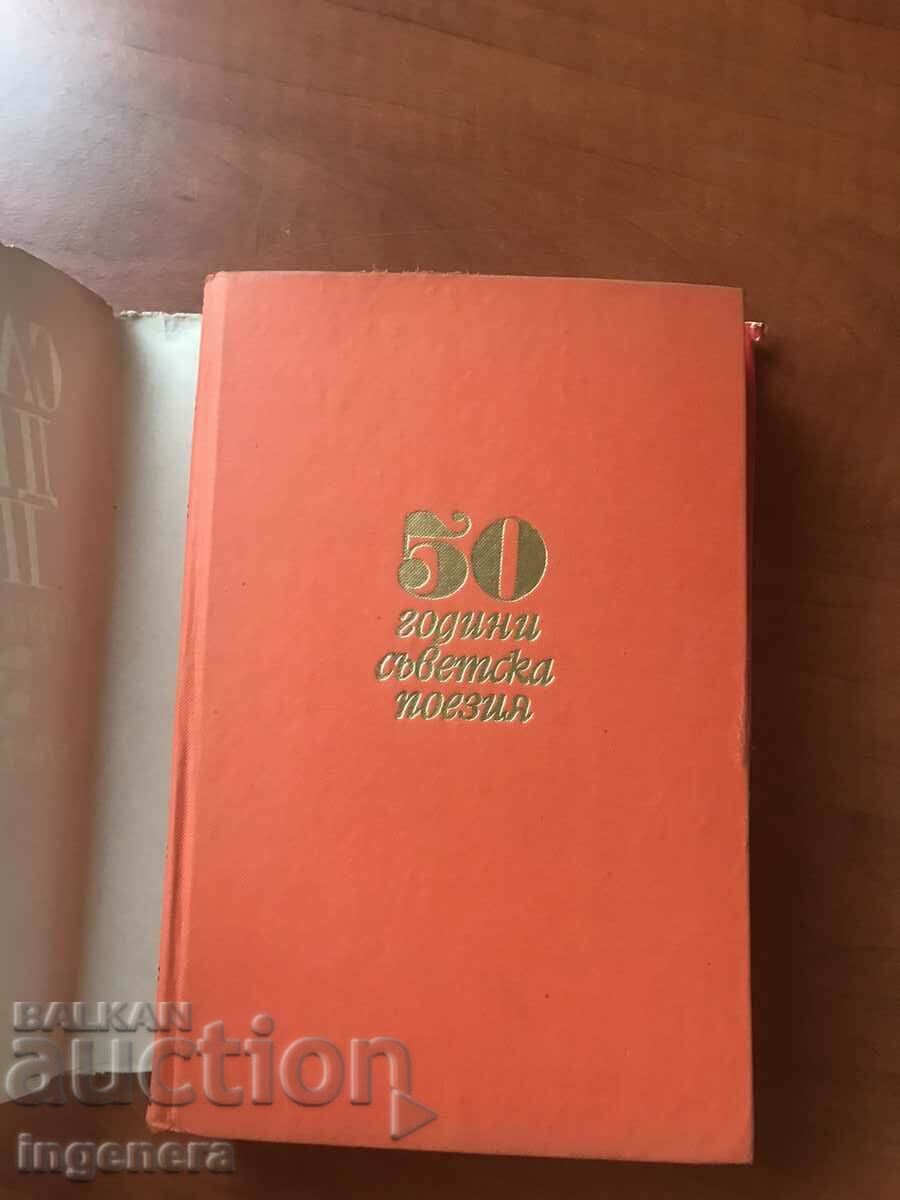 50
години
съветска
поезия
BALKAN
auction
ingenera